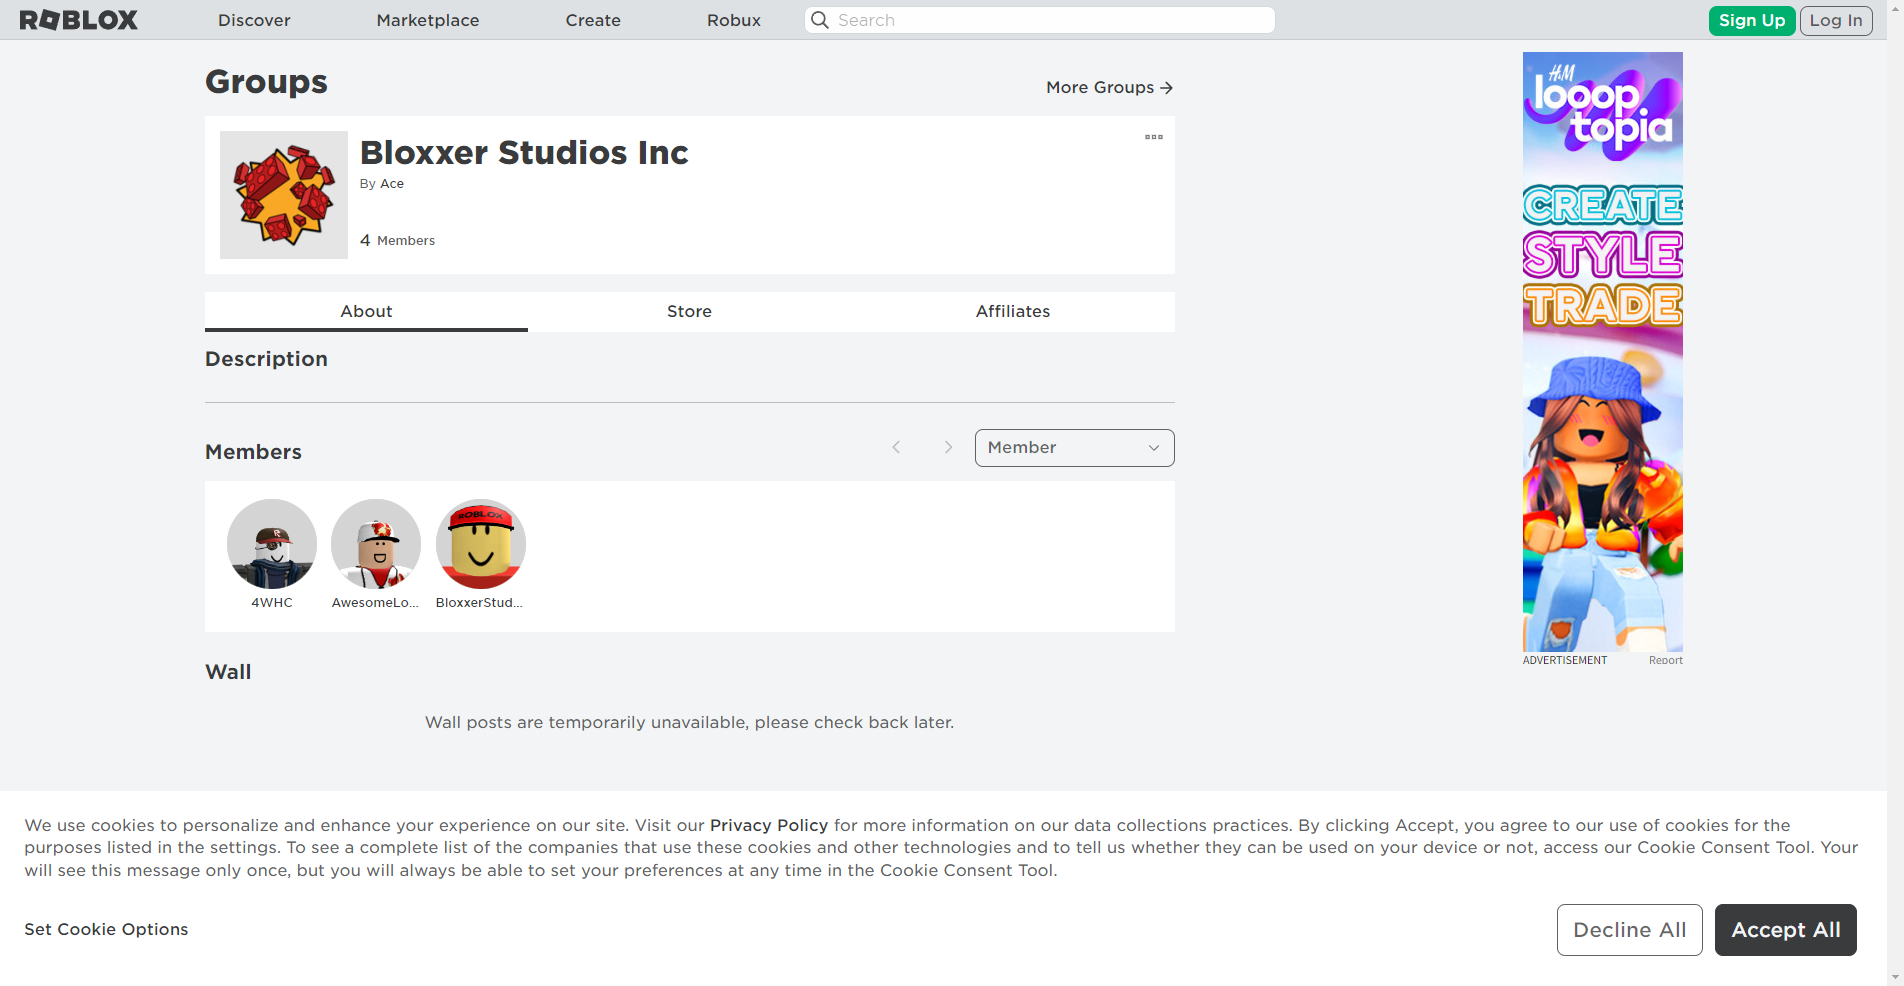 ROBLOX
Discover
Marketplace
Create
Robux
Search
Sign Up
Log In
Groups
More Groups →
Bloxxer Studios Inc
By Ace
4 Members
About
Store
Affiliates
Description
Members
Member
ROBLOX
4WHC
AwesomeLo...
BloxxerStud...
Wall
Wall posts are temporarily unavailable, please check back later.
H&M
looop
topia
CREATE
STYLE
TRADE
ADVERTISEMENT
Report
We use cookies to personalize and enhance your experience on our site. Visit our Privacy Policy for more information on our data collections practices. By clicking Accept, you agree to our use of cookies for the
purposes listed in the settings. To see a complete list of the companies that use these cookies and other technologies and to tell us whether they can be used on your device or not, access our Cookie Consent Tool. Your
will see this message only once, but you will always be able to set your preferences at any time in the Cookie Consent Tool.
Set Cookie Options
Decline All
Accept All